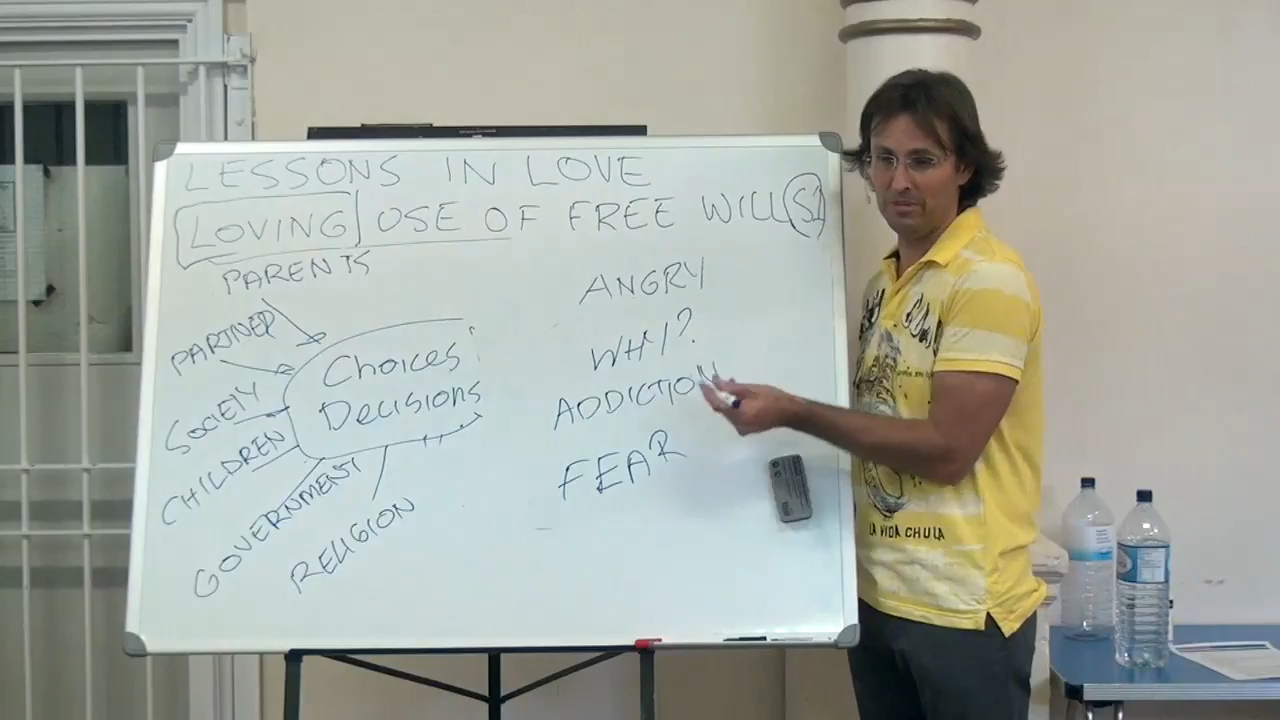 LESSONS IN LOVE
LOVING USE OF FREE WILL S1
PARENTS
PARTNER
SOCIETY
CHILDREN
GOVERNMENT
RELIGION
Choices
Decisions
ANGRY
WHY?
ADDICTION
FEAR
LA VIDA CHULA